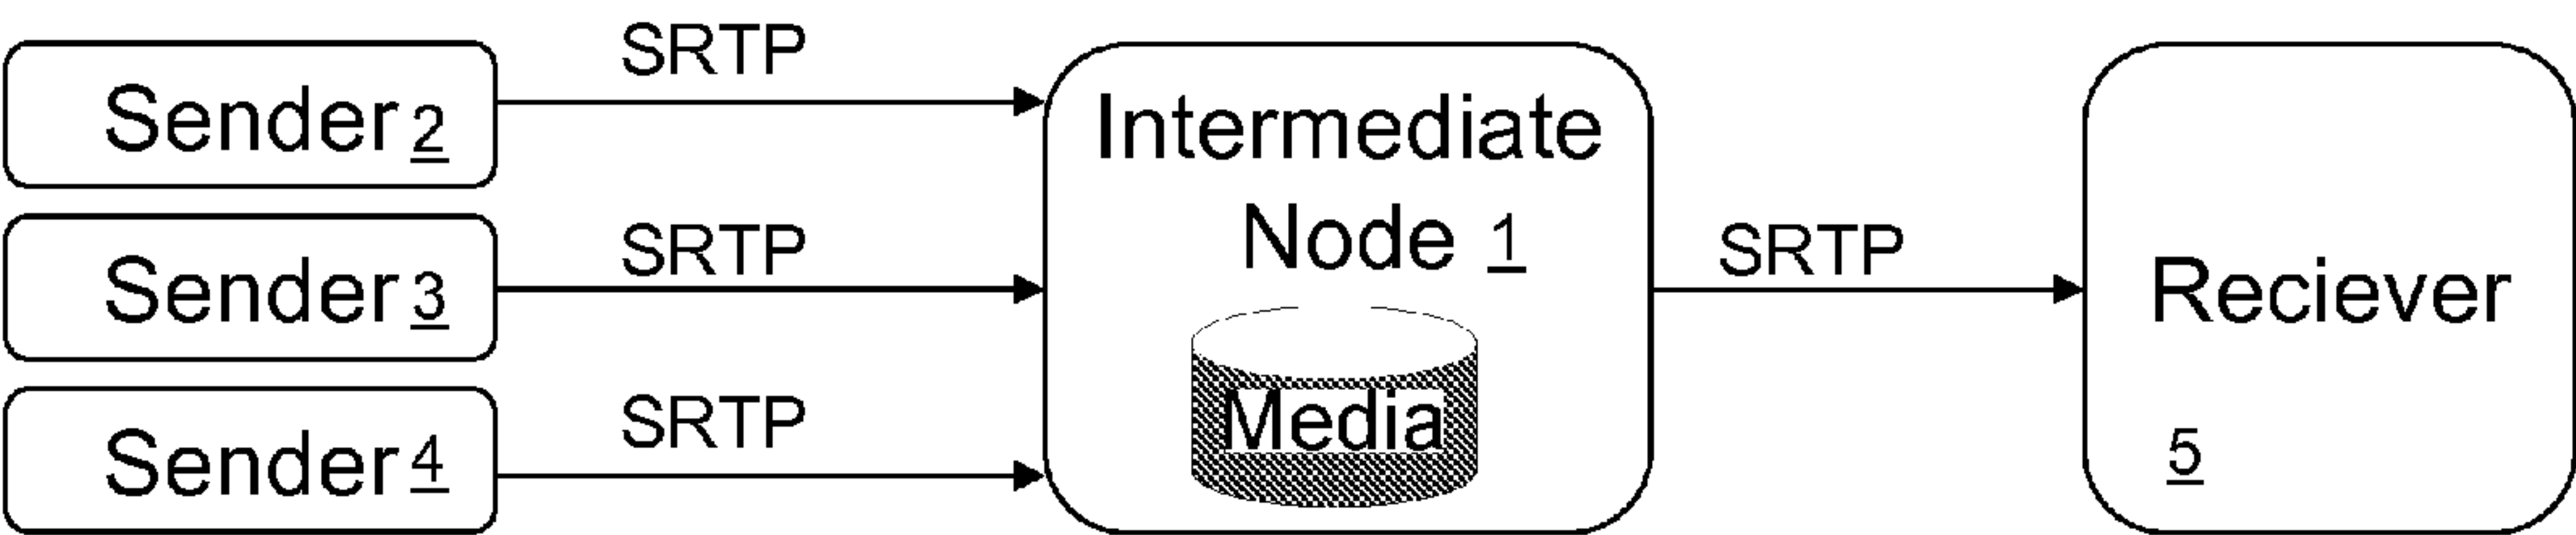 SRTP
Sender 2
SRTP
Sender 3
SRTP
Sender 4
Intermediate
Node 1
Media
SRTP
Reciever
5